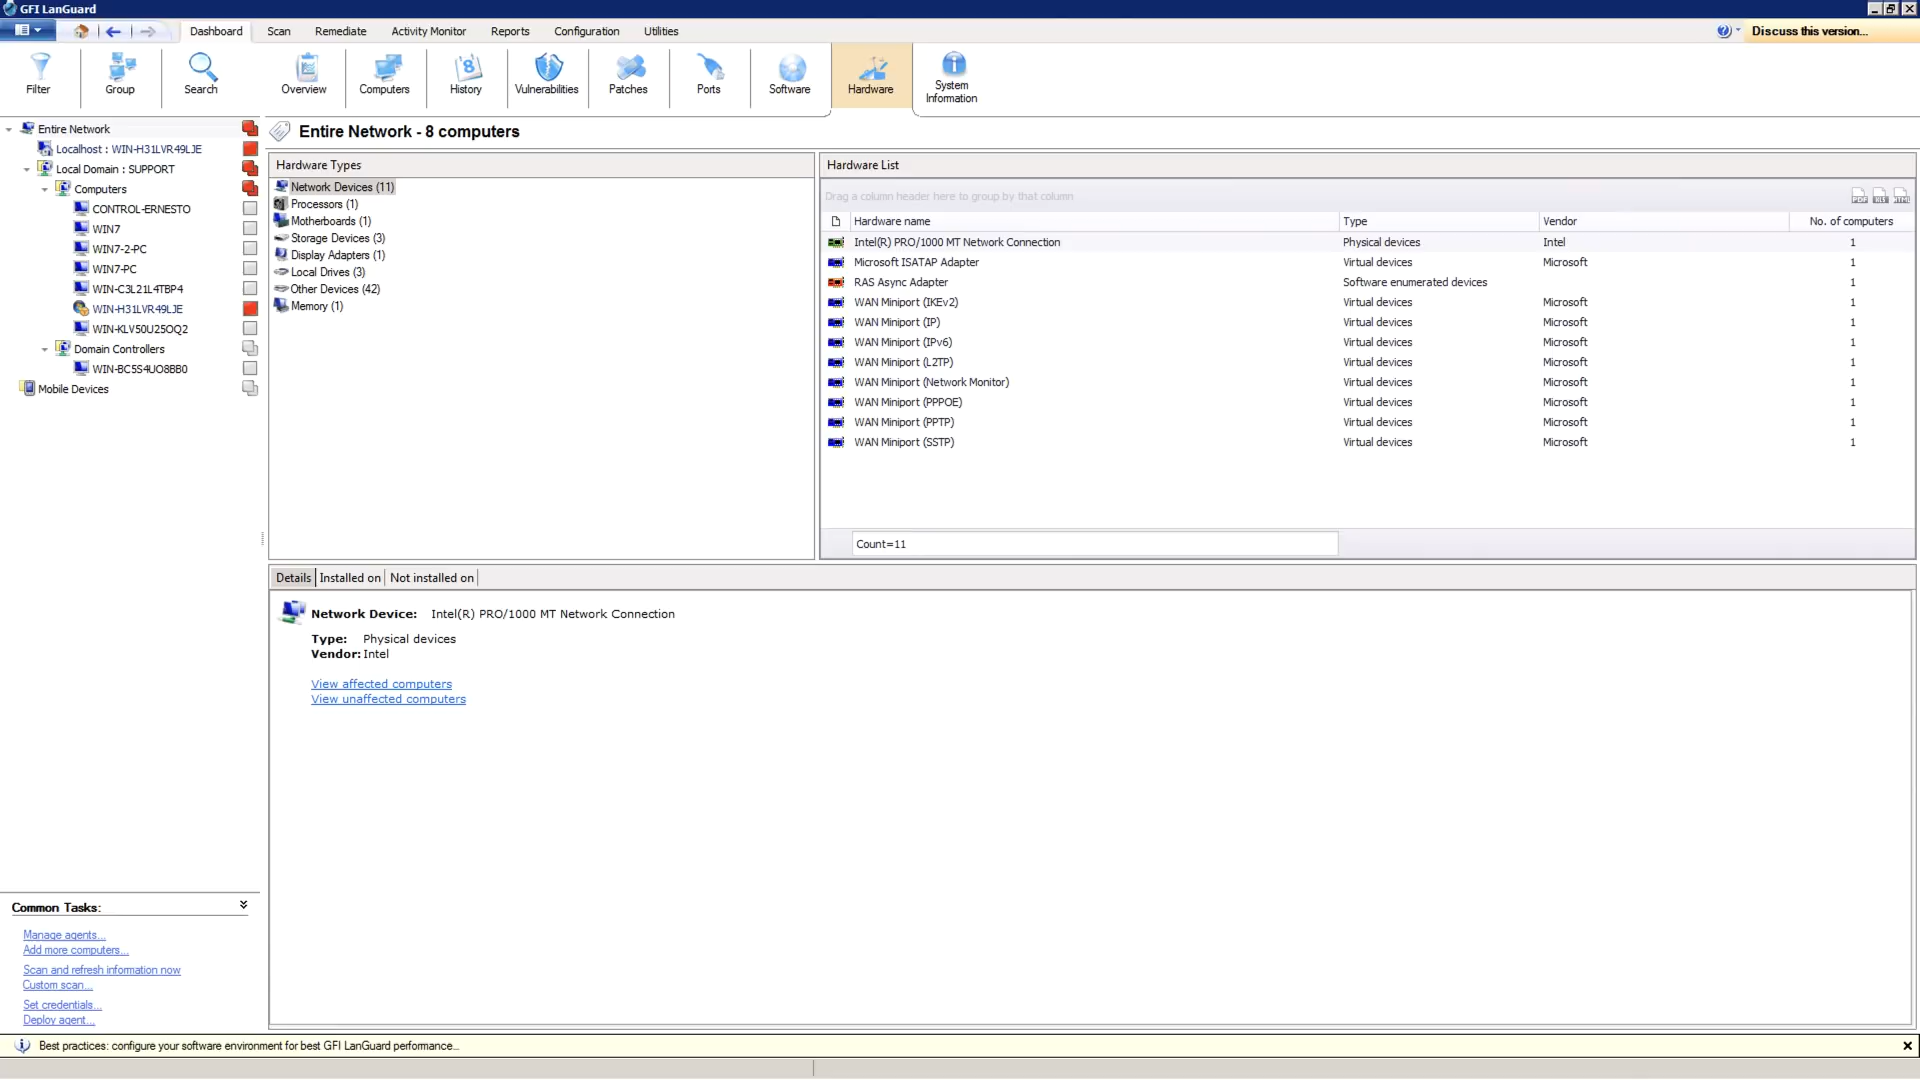 GFI LanGuard
Dashboard Scan Remediate Activity Monitor Reports Configuration Utilities Discuss this version...
Filter Group Search Overview Computers History Vulnerabilities Patches Ports Software Hardware System Information
Entire Network
Localhost : WIN-H31LVR49LJE
Local Domain : SUPPORT
Computers
CONTROL-ERNESTO
WIN7
WIN7-2-PC
WIN7-PC
WIN-C3L21L4TBP4
WIN-H31LVR49LJE
WIN-KLV50U25OQ2
Domain Controllers
WIN-BC5S4UO8BB0
Mobile Devices
Entire Network - 8 computers
Hardware Types
Network Devices (11)
Processors (1)
Motherboards (1)
Storage Devices (3)
Display Adapters (1)
Local Drives (3)
Other Devices (42)
Memory (1)
Hardware List
Drag a column header here to group by that column
Hardware name Type Vendor No. of computers
Intel(R) PRO/1000 MT Network Connection Physical devices Intel 1
Microsoft ISATAP Adapter Virtual devices Microsoft 1
RAS Async Adapter Software enumerated devices 1
WAN Miniport (IKEv2) Virtual devices Microsoft 1
WAN Miniport (IP) Virtual devices Microsoft 1
WAN Miniport (IPv6) Virtual devices Microsoft 1
WAN Miniport (L2TP) Virtual devices Microsoft 1
WAN Miniport (Network Monitor) Virtual devices Microsoft 1
WAN Miniport (PPPOE) Virtual devices Microsoft 1
WAN Miniport (PPTP) Virtual devices Microsoft 1
WAN Miniport (SSTP) Virtual devices Microsoft 1
Count=11
Details Installed on Not installed on
Network Device: Intel(R) PRO/1000 MT Network Connection
Type: Physical devices
Vendor: Intel
View affected computers
View unaffected computers
Common Tasks:
Manage agents...
Add more computers...
Scan and refresh information now
Custom scan...
Set credentials...
Deploy agent...
Best practices: configure your software environment for best GFI LanGuard performance...